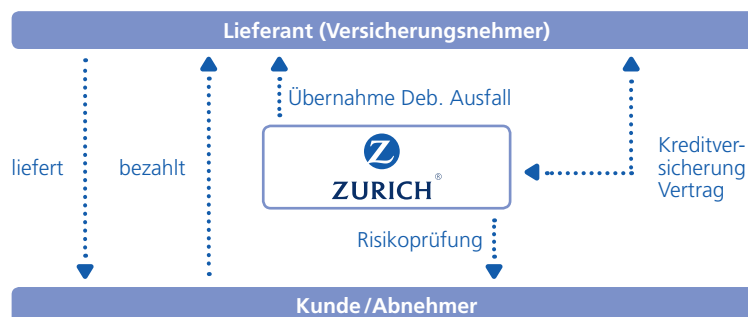 Lieferant (Versicherungsnehmer)
Übernahme Deb. Ausfall
liefert
bezahlt
Z
ZURICH®
Kreditver-
sicherung
Vertrag
Risikoprüfung
Kunde/Abnehmer